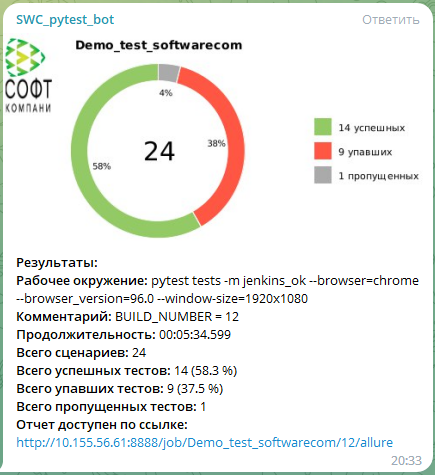 SWC_pytest_bot
Ответить
Demo_test_softwarecom
СОФТ
КОМПАНИ
4%
38%
58%
24
14 успешных
9 упавших
1 пропущенных
Результаты:
Рабочее окружение: pytest tests -m jenkins_ok --browser=chrome
--browser_version=96.0 --window-size=1920x1080
Комментарий: BUILD_NUMBER = 12
Продолжительность: 00:05:34.599
Всего сценариев: 24
Всего успешных тестов: 14 (58.3 %)
Всего упавших тестов: 9 (37.5 %)
Всего пропущенных тестов: 1
Отчет доступен по ссылке:
http://10.155.56.61:8888/job/Demo_test_softwarecom/12/allure
20:33